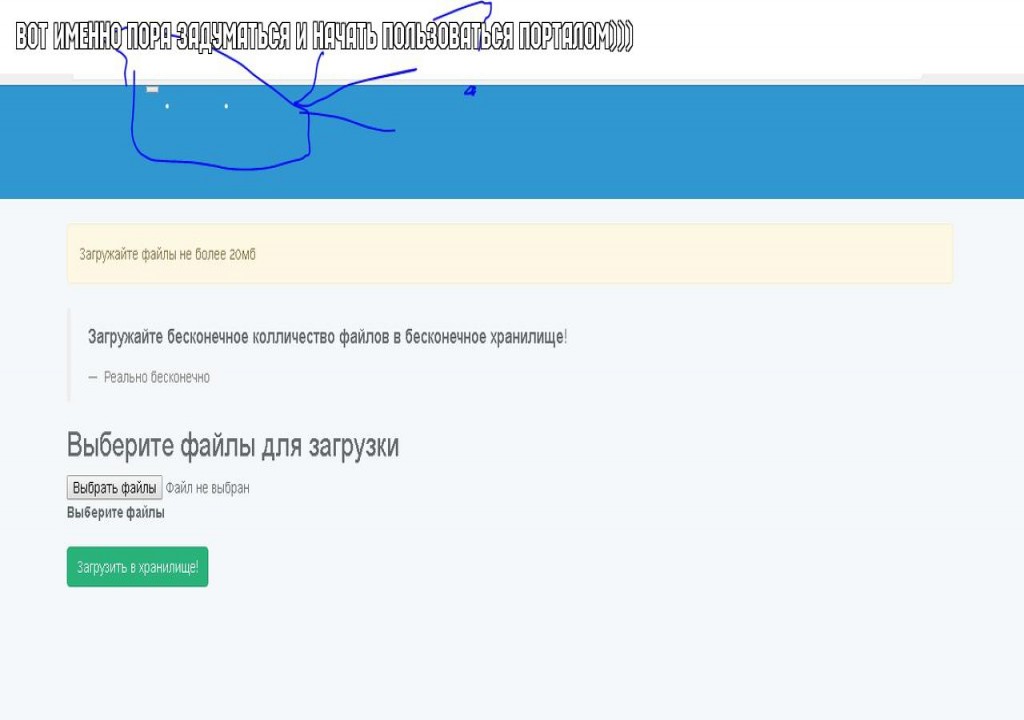 ВОТ ИМЕННО ПОРА ЗАДУМАТЬСЯ И НАЧАТЬ ПОЛЬЗОВАТЬСЯ ПОРТАЛОМ))))
Загружайте файлы не более 20мб
Загружайте бесконечное колличество файлов в бесконечное хранилище!
— Реально бесконечно
Выберите файлы для загрузки
Выбрать файлы Файл не выбран
Выберите файлы
Загрузить в хранилище!